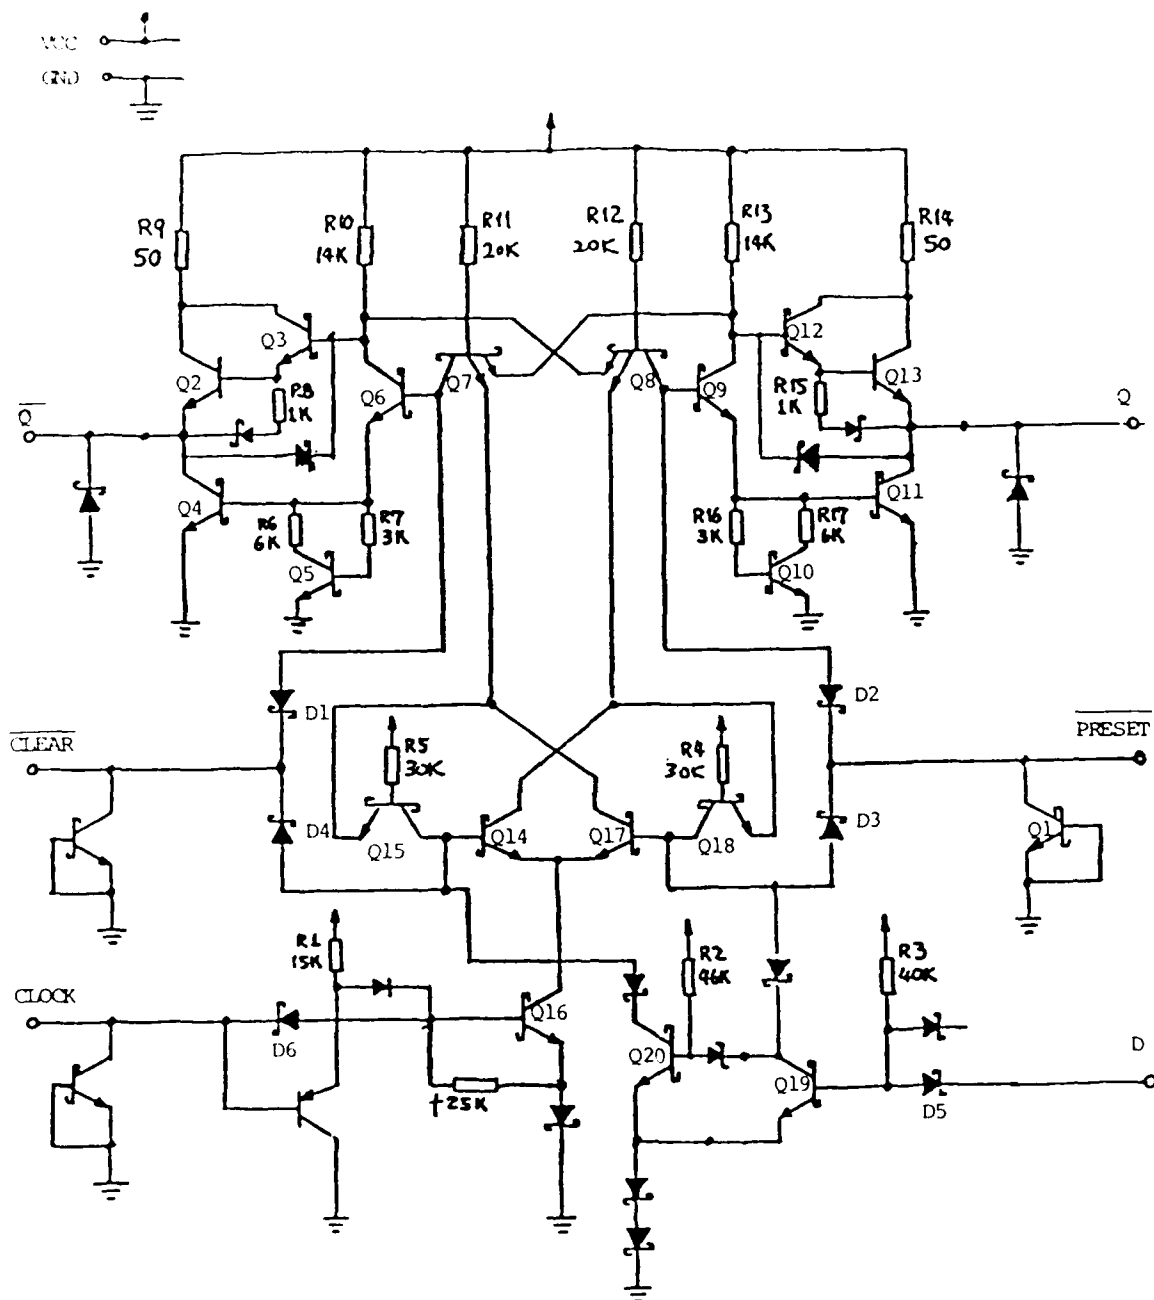 VCC
GND
R9
50
R10
14K
R11
20K
R12
20K
R13
14K
R14
50
Q3
Q2
R8
1K
Q6
Q7
Q8
Q9
Q12
R15
1K
Q13
Q
Q
Q4
R6
6K
R7
3K
Q5
R16
3K
R17
6K
Q10
Q11
D1
D2
CLEAR
PRESET
R5
30K
R4
30K
D4
Q15
Q14
Q17
Q18
D3
Q1
R1
15K
R2
46K
R3
40K
CLOCK
D6
Q16
Q20
Q19
D
D5
†25K